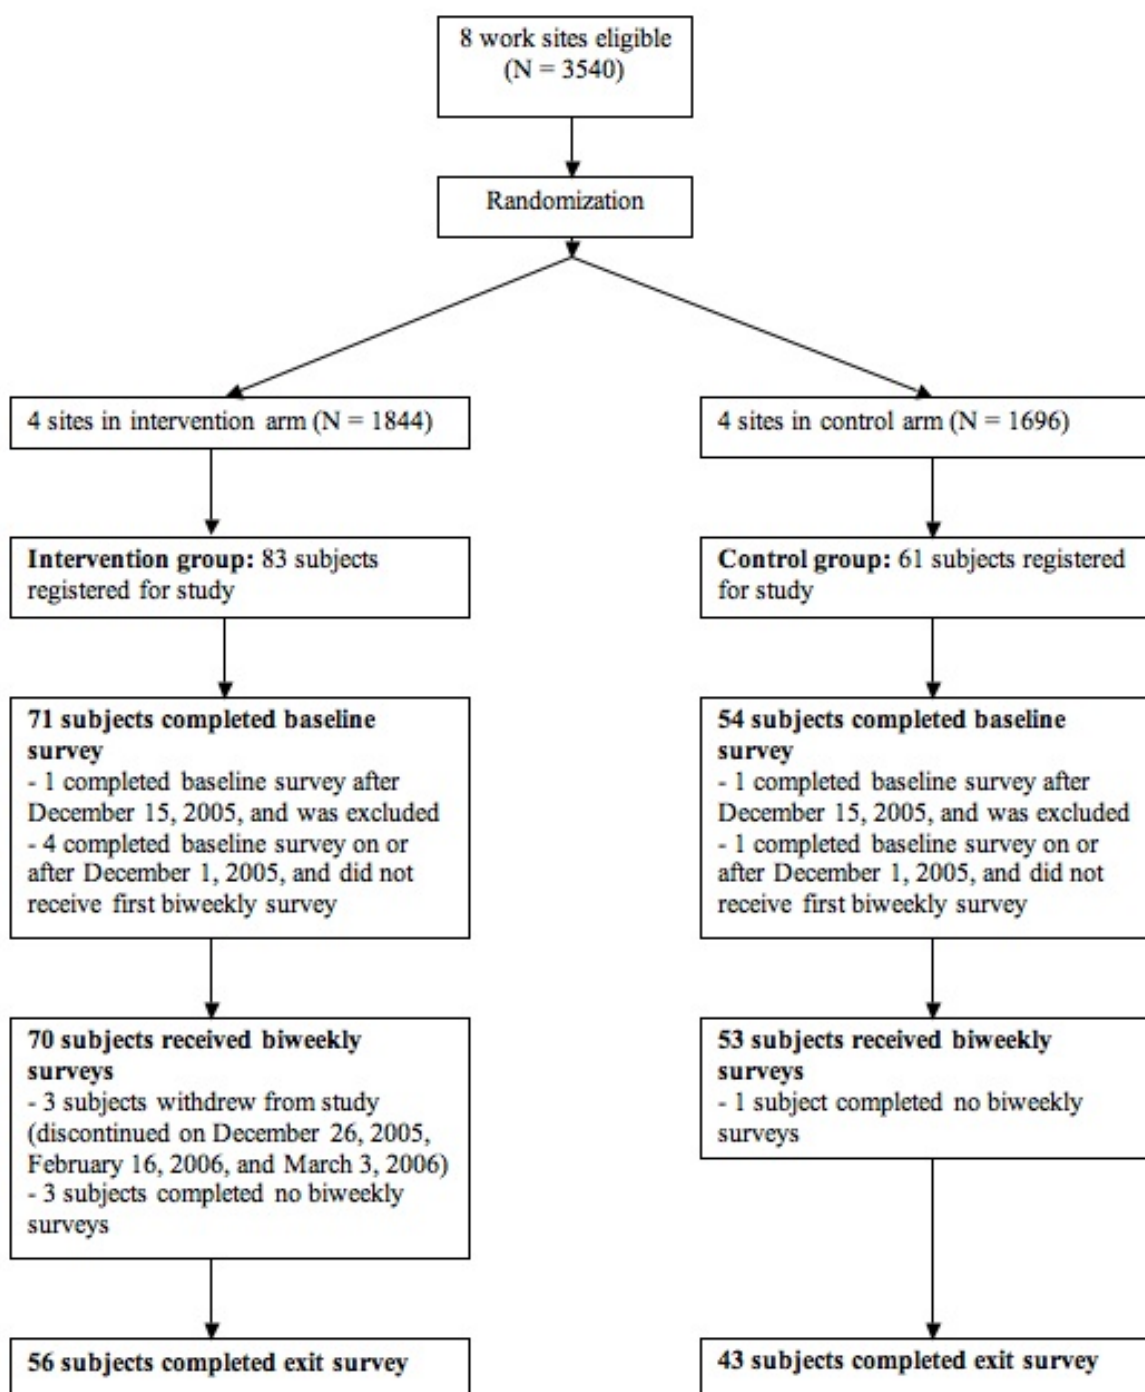 8 work sites eligible
(N = 3540)
Randomization
4 sites in intervention arm (N = 1844)
4 sites in control arm (N = 1696)
Intervention group: 83 subjects
registered for study
Control group: 61 subjects registered
for study
71 subjects completed baseline
survey
- 1 completed baseline survey after
December 15, 2005, and was excluded
- 4 completed baseline survey on or
after December 1, 2005, and did not
receive first biweekly survey
54 subjects completed baseline
survey
- 1 completed baseline survey after
December 15, 2005, and was excluded
- 1 completed baseline survey on or
after December 1, 2005, and did not
receive first biweekly survey
70 subjects received biweekly
surveys
- 3 subjects withdrew from study
(discontinued on December 26, 2005,
February 16, 2006, and March 3, 2006)
- 3 subjects completed no biweekly
surveys
53 subjects received biweekly
surveys
- 1 subject completed no biweekly
surveys
56 subjects completed exit survey
43 subjects completed exit survey